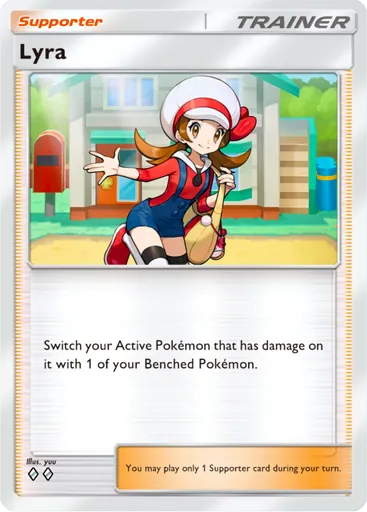 Supporter
TRAINER
Lyra
Switch your Active Pokémon that has damage on
it with 1 of your Benched Pokémon.
Illus. yuu
You may play only 1 Supporter card during your turn.